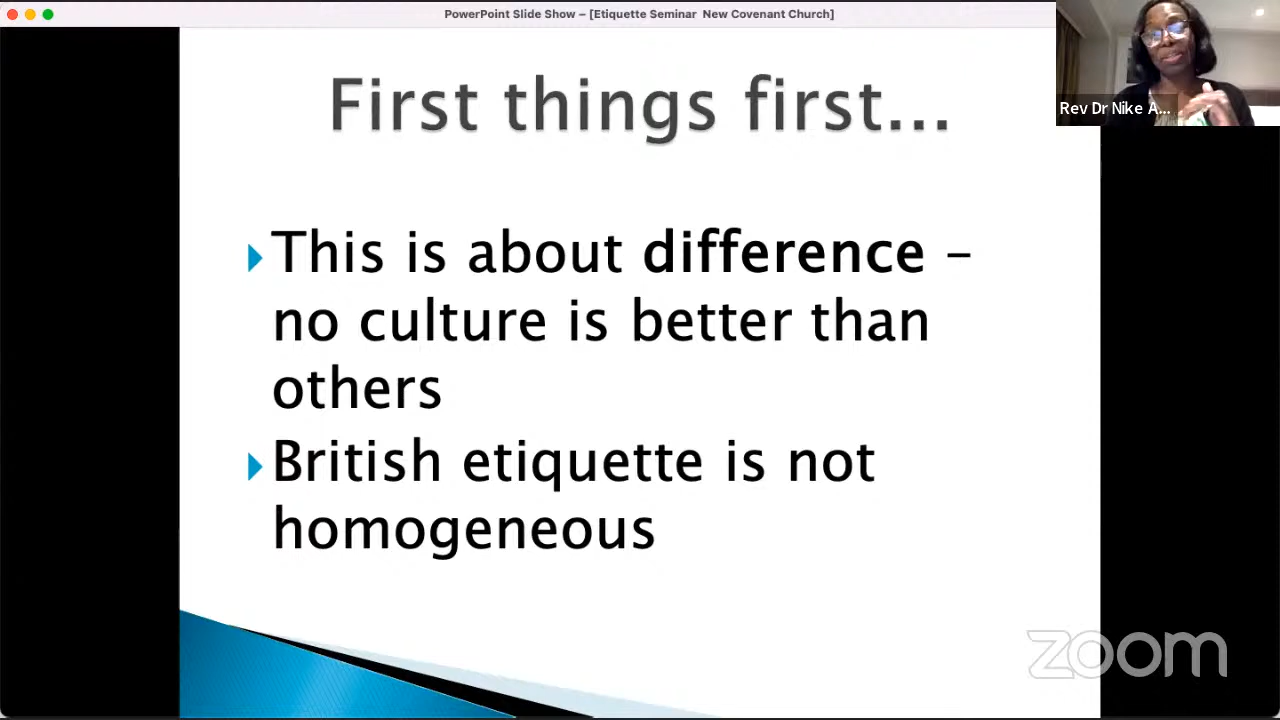 PowerPoint Slide Show – [Etiquette Seminar  New Covenant Church]
Rev Dr Nike A...
First things first...
This is about difference –
no culture is better than
others
British etiquette is not
homogeneous
zoom